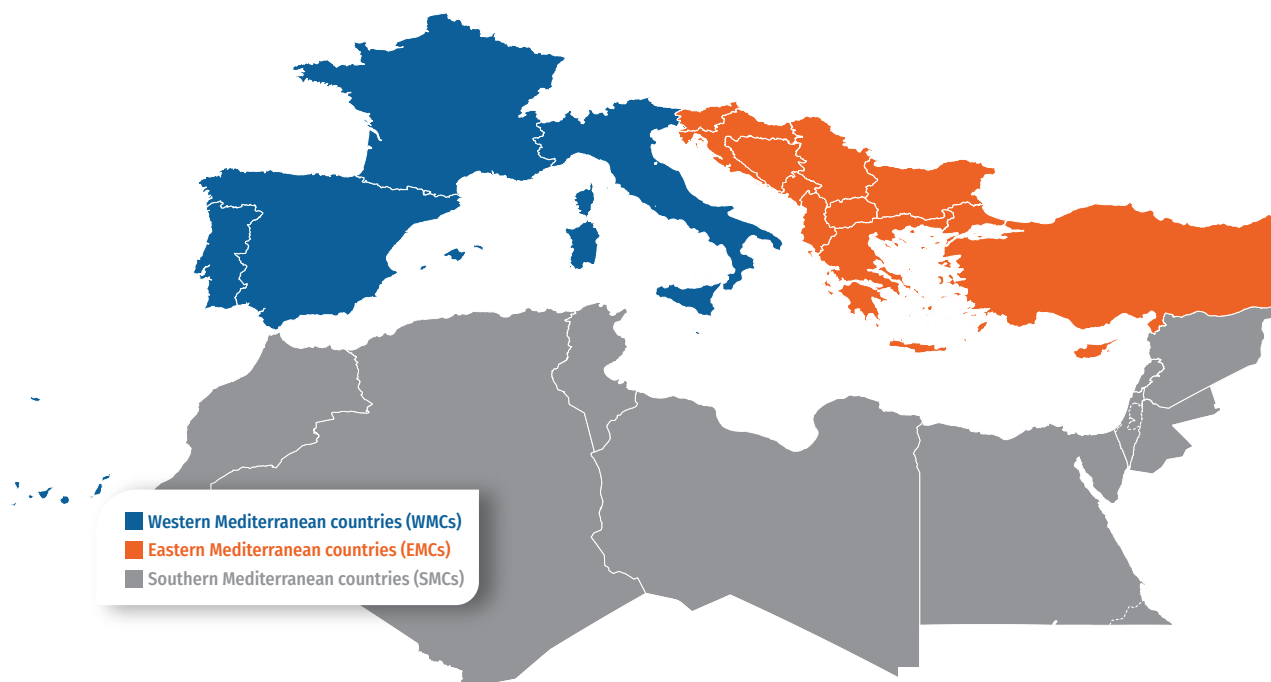 Western Mediterranean countries (WMCs)
Eastern Mediterranean countries (EMCs)
Southern Mediterranean countries (SMCs)